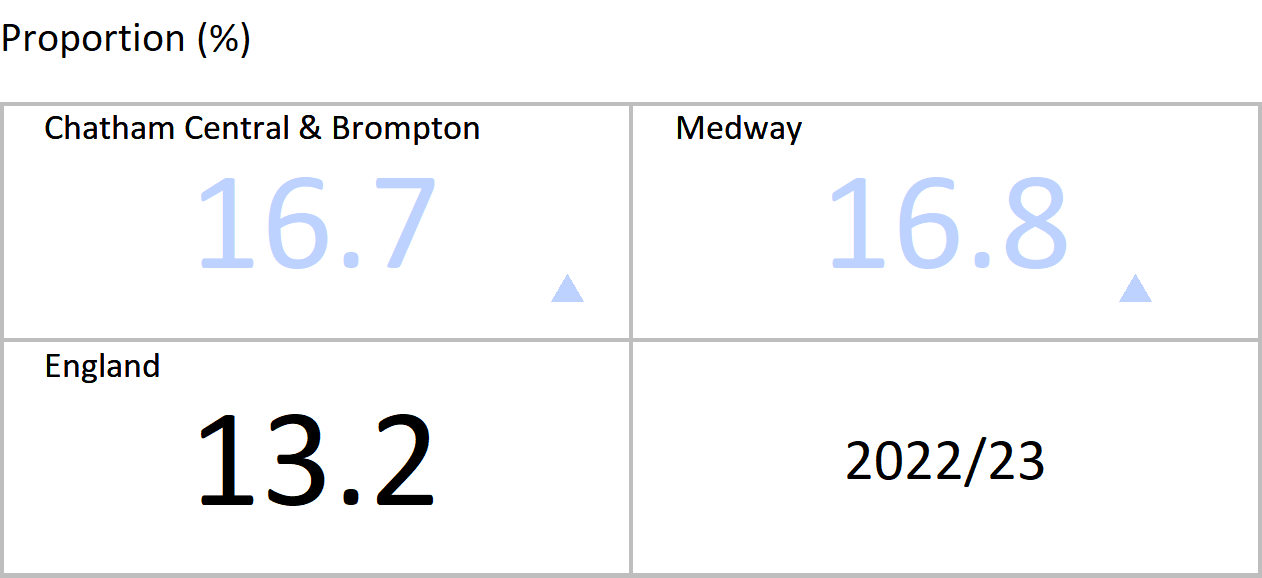 Proportion (%)
Chatham Central & Brompton
16.7
Medway
16.8
England
13.2
2022/23